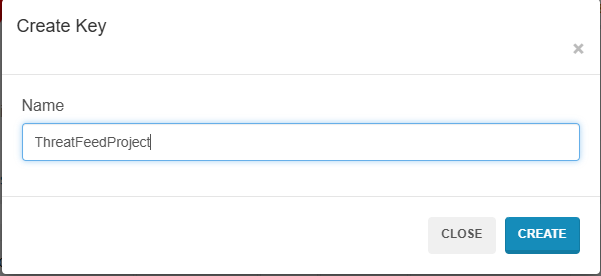 Create Key
×
Name
ThreatFeedProject
CLOSE
CREATE